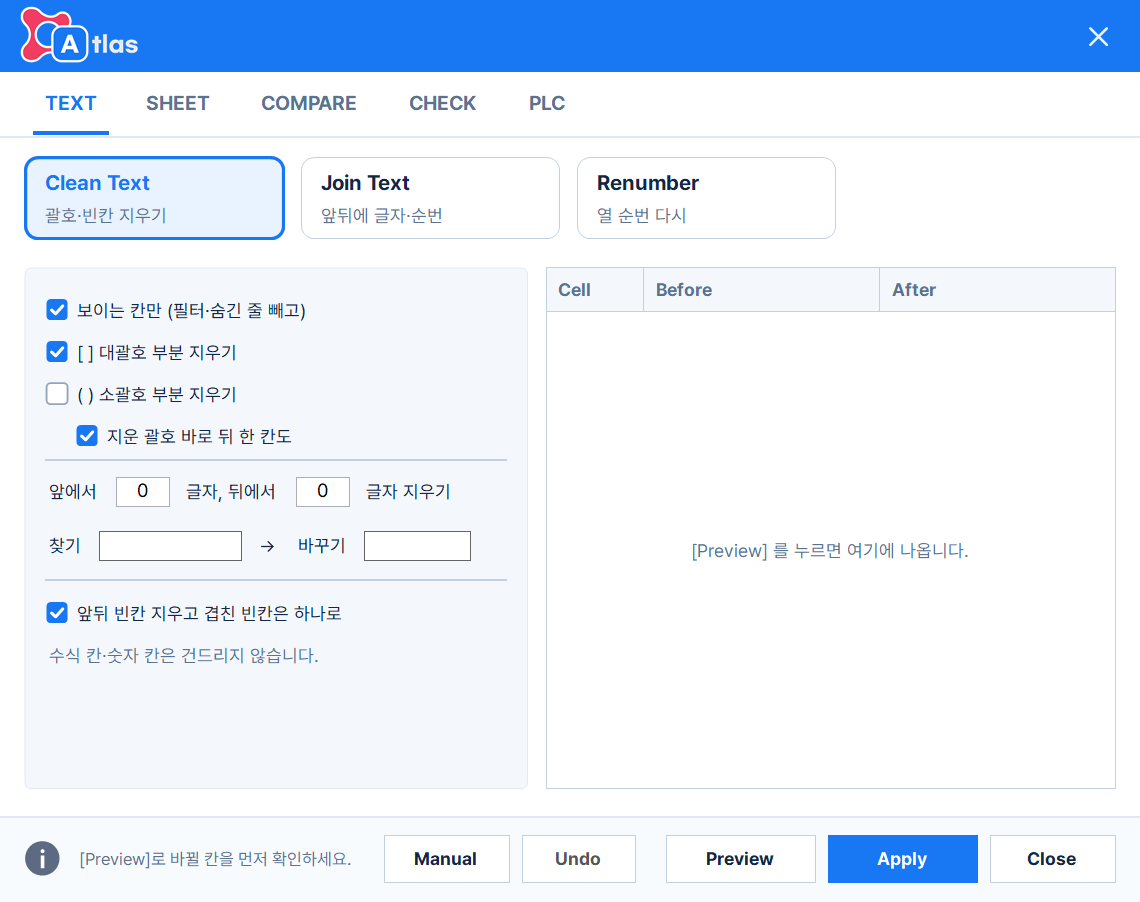 Atlas
TEXT SHEET COMPARE CHECK PLC
Clean Text
괄호·빈칸 지우기
Join Text
앞뒤에 글자·순번
Renumber
열 순번 다시
보이는 칸만 (필터·숨긴 줄 빼고)
[ ] 대괄호 부분 지우기
( ) 소괄호 부분 지우기
지운 괄호 바로 뒤 한 칸도
앞에서 0 글자, 뒤에서 0 글자 지우기
찾기 → 바꾸기
앞뒤 빈칸 지우고 겹친 빈칸은 하나로
수식 칸·숫자 칸은 건드리지 않습니다.
Cell Before After
[Preview] 를 누르면 여기에 나옵니다.
[Preview]로 바뀔 칸을 먼저 확인하세요.
Manual Undo Preview Apply Close